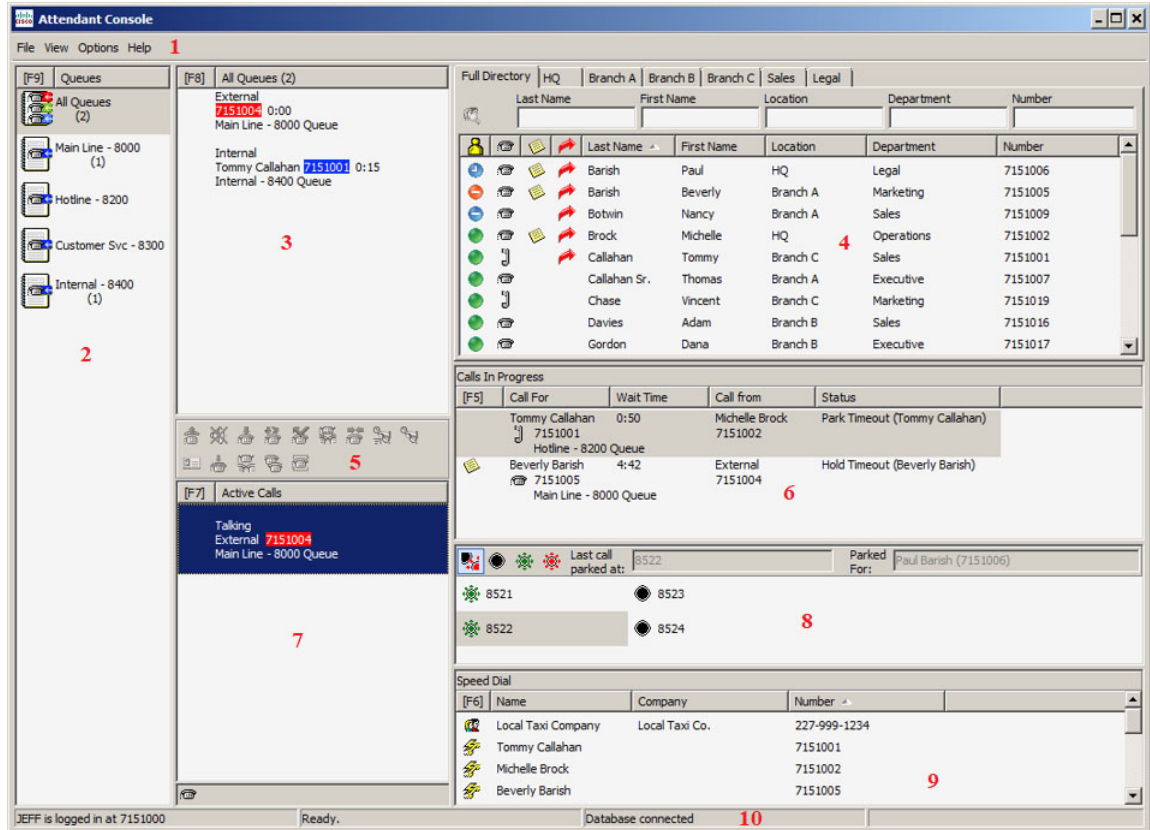 CISCO Attendant Console
File View Options Help 1
[F9] Queues
All Queues
(2)
Main Line - 8000
(1)
Hotline - 8200
Customer Svc - 8300
Internal - 8400
(1)
2
[F8] All Queues (2)
External
7151004 0:00
Main Line - 8000 Queue
Internal
Tommy Callahan 7151001 0:15
Internal - 8400 Queue
3
5
[F7] Active Calls
Talking
External 7151004
Main Line - 8000 Queue
7
Full Directory HQ Branch A Branch B Branch C Sales Legal
Last Name First Name Location Department Number
Last Name First Name Location Department Number
Barish Paul HQ Legal 7151006
Barish Beverly Branch A Marketing 7151005
Botwin Nancy Branch A Sales 7151009
Brock Michelle HQ Operations 7151002
4
Callahan Tommy Branch C Sales 7151001
Callahan Sr. Thomas Branch A Executive 7151007
Chase Vincent Branch C Marketing 7151019
Davies Adam Branch B Sales 7151016
Gordon Dana Branch B Executive 7151017
Calls In Progress
[F5] Call For Wait Time Call from Status
Tommy Callahan 0:50 Michelle Brock Park Timeout (Tommy Callahan)
7151001 7151002
Hotline - 8200 Queue
Beverly Barish 4:42 External Hold Timeout (Beverly Barish)
7151005 7151004
Main Line - 8000 Queue
6
Last call parked at: 8522 Parked For: Paul Barish (7151006)
8521 8523
8522 8524
8
Speed Dial
[F6] Name Company Number
Local Taxi Company Local Taxi Co. 227-999-1234
Tommy Callahan 7151001
Michelle Brock 7151002
Beverly Barish 7151005
9
JEFF is logged in at 7151000 Ready. Database connected 10